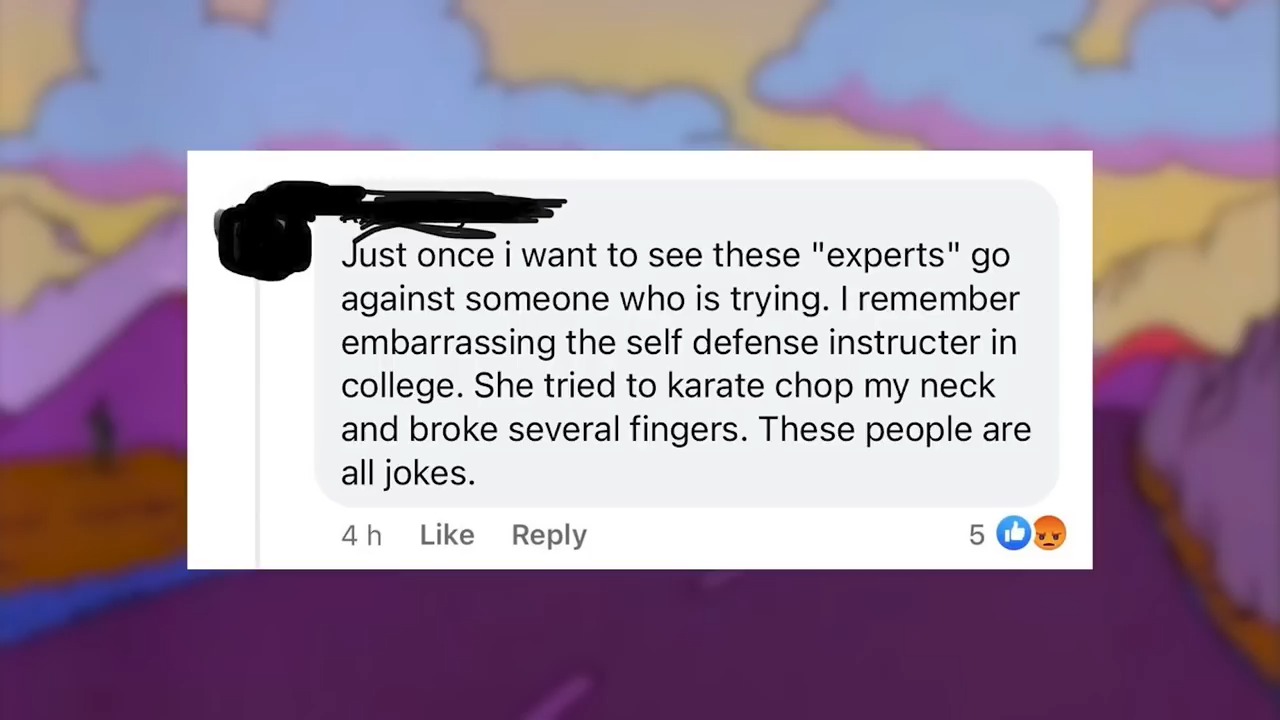 Just once i want to see these "experts" go
against someone who is trying. I remember
embarrassing the self defense instructer in
college. She tried to karate chop my neck
and broke several fingers. These people are
all jokes.
4 h Like Reply 5